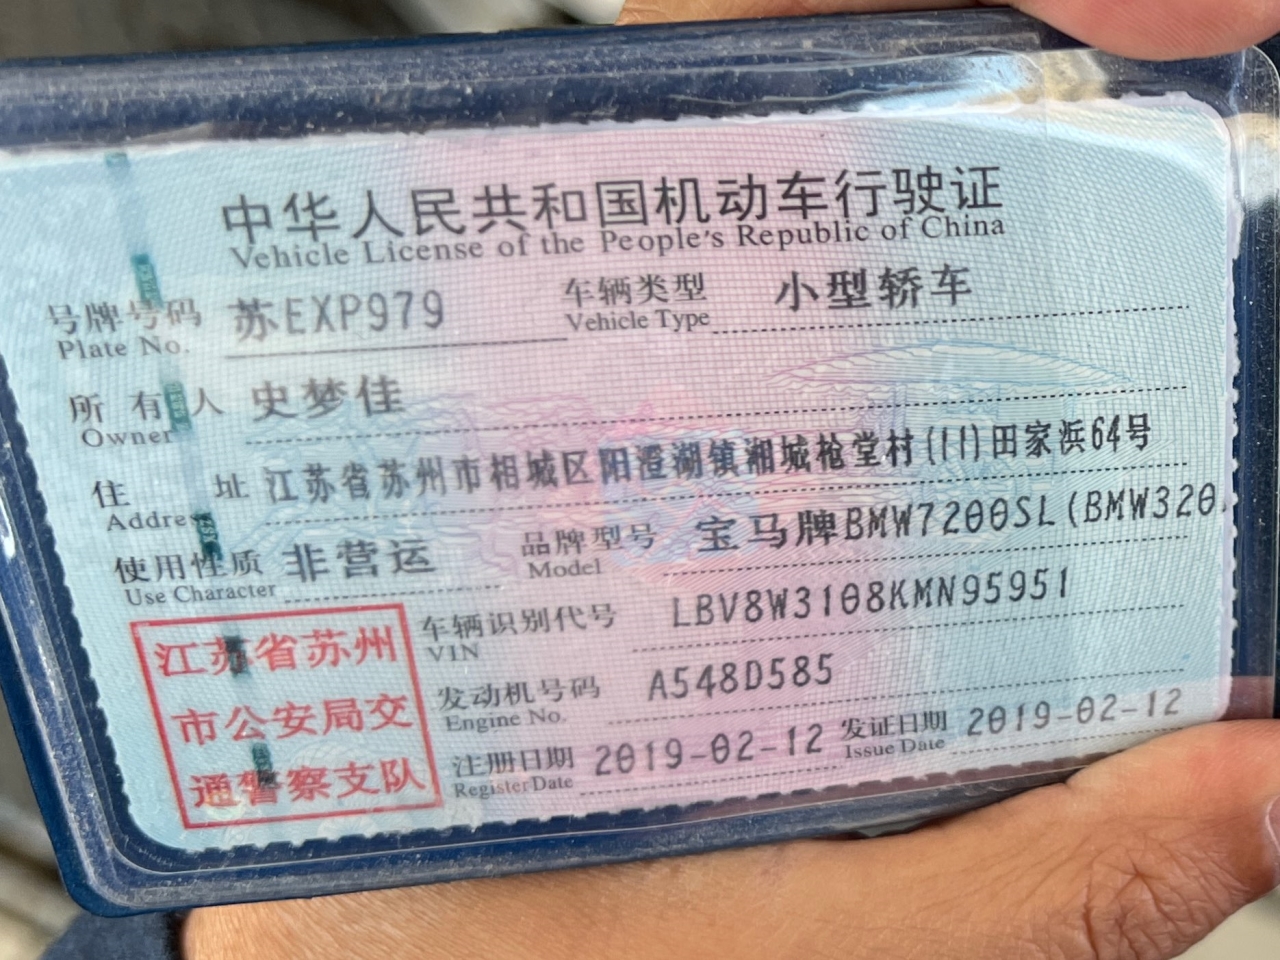 中华人民共和国机动车行驶证
Vehicle License of the People's Republic of China
号牌号码 苏EXP979 车辆类型 小型轿车
Plate No. Vehicle Type
所有人 史梦佳
Owner
住址 江苏省苏州市相城区阳澄湖镇湘城枪堂村(11)田家浜64号
Addre
使用性质 非营运 品牌型号 宝马牌BMW7200SL(BMW320
Use Character Model
江苏省苏州
市公安局交
通警察支队
车辆识别代号 LBV8W3108KMN95951
VIN
发动机号码 A548D585
Engine No.
注册日期 2019-02-12 发证日期 2019-02-12
Register Date Issue Date